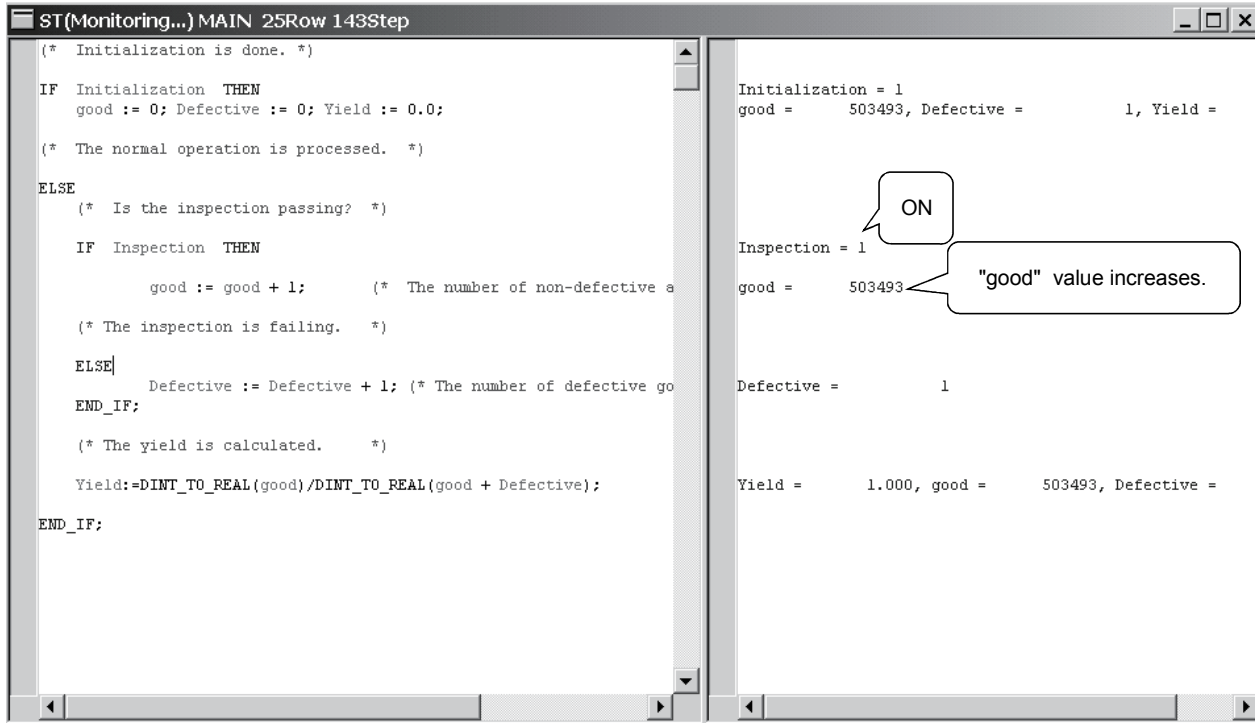 ST(Monitoring...) MAIN 25Row 143Step
(* Initialization is done. *)
IF Initialization THEN
good := 0; Defective := 0; Yield := 0.0;
(* The normal operation is processed. *)
ELSE
(* Is the inspection passing? *)
IF Inspection THEN
good := good + 1; (* The number of non-defective a
(* The inspection is failing. *)
ELSE
Defective := Defective + 1; (* The number of defective go
END_IF;
(* The yield is calculated. *)
Yield:=DINT_TO_REAL(good)/DINT_TO_REAL(good + Defective);
END_IF;
Initialization = 1
good = 503493, Defective = 1, Yield =
ON
Inspection = 1
"good" value increases.
good = 503493
Defective = 1
Yield = 1.000, good = 503493, Defective =